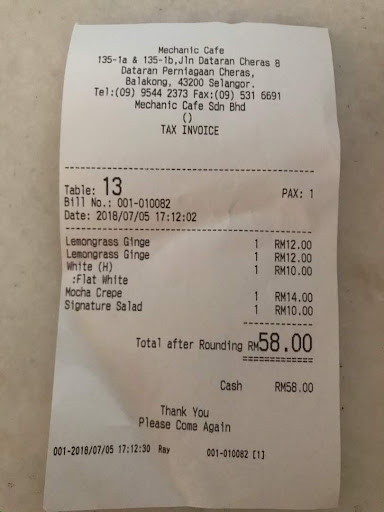 Mechanic Cafe
135-1a & 135-1b,Jln Dataran Cheras 8
Dataran Perniagaan Cheras,
Balakong, 43200 Selangor.
Tel:(09) 9544 2373 Fax:(09) 531 6691
Mechanic Cafe Sdn Bhd
()
TAX INVOICE
Table: 13 PAX: 1
Bill No.: 001-010082
Date: 2018/07/05 17:12:02
Lemongrass Ginge 1 RM12.00
Lemongrass Ginge 1 RM12.00
White (H) 1 RM10.00
:Flat White
Mocha Crepe 1 RM14.00
Signature Salad 1 RM10.00
Total after Rounding RM58.00
Cash RM58.00
Thank You
Please Come Again
001-2018/07/05 17:12:30 Ray 001-010082 [1]